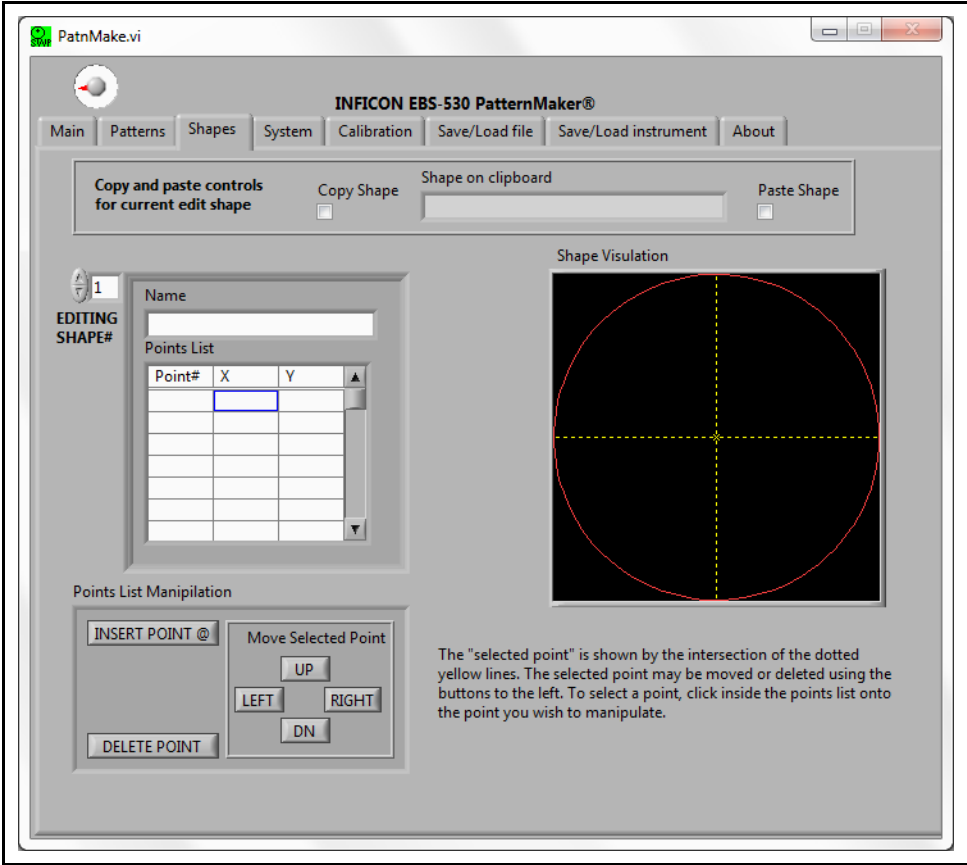 PatnMake.vi
INFICON EBS-530 PatternMaker®
Main Patterns Shapes System Calibration Save/Load file Save/Load instrument About
Copy and paste controls
for current edit shape
Copy Shape
Shape on clipboard
Paste Shape
1
EDITING
SHAPE#
Name
Points List
Point# X Y
Shape Visulation
Points List Manipilation
INSERT POINT @
DELETE POINT
Move Selected Point
UP
LEFT RIGHT
DN
The "selected point" is shown by the intersection of the dotted
yellow lines. The selected point may be moved or deleted using the
buttons to the left. To select a point, click inside the points list onto
the point you wish to manipulate.